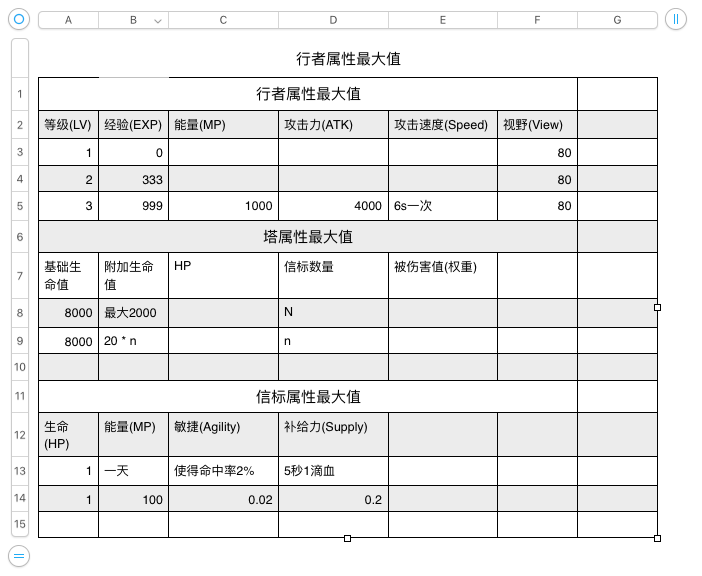 A B C D E F G
行者属性最大值
1 行者属性最大值
2 等级(LV) 经验(EXP) 能量(MP) 攻击力(ATK) 攻击速度(Speed) 视野(View)
3 1 0 80
4 2 333 80
5 3 999 1000 4000 6s一次 80
6 塔属性最大值
7 基础生 附加生命 HP 信标数量 被伤害值(权重)
命值 值
8 8000 最大2000 N
9 8000 20 * n n
10
11 信标属性最大值
12 生命 能量(MP) 敏捷(Agility) 补给力(Supply)
(HP)
13 1 一天 使得命中率2% 5秒1滴血
14 1 100 0.02 0.2
15